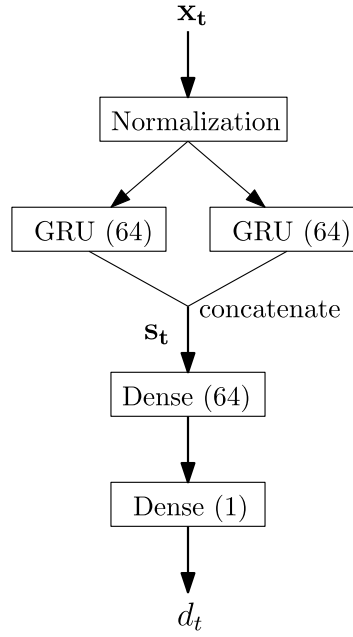 x_t
Normalization
GRU (64)
GRU (64)
concatenate
s_t
Dense (64)
Dense (1)
d_t